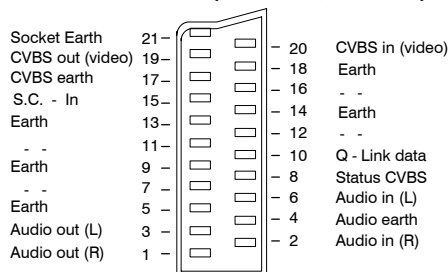 Socket Earth 21
CVBS out (video) 19
CVBS earth 17
S.C. - In 15
Earth 13
- - 11
Earth 9
- - 7
Earth 5
Audio out (L) 3
Audio out (R) 1
20 CVBS in (video)
18 Earth
16 - -
14 Earth
12 - -
10 Q - Link data
8 Status CVBS
6 Audio in (L)
4 Audio earth
2 Audio in (R)